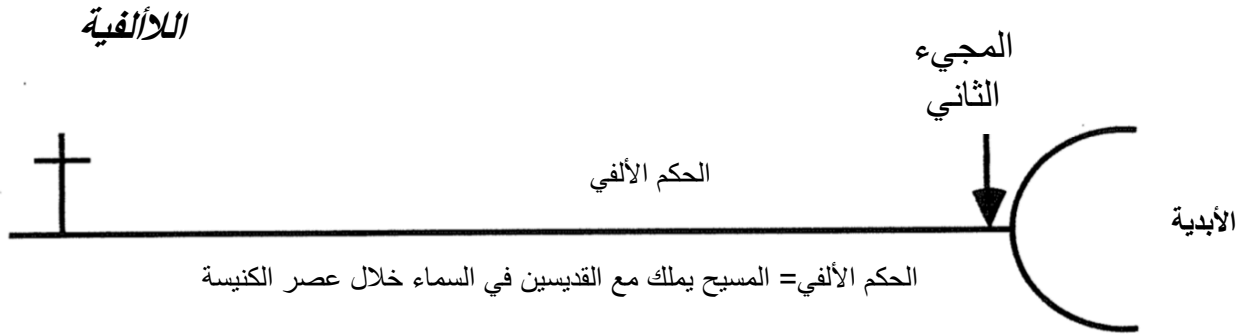 اللاألفية
المجيء
الثاني
الحكم الألفي
الأبدية
الحكم الألفي= المسيح يملك مع القديسين في السماء خلال عصر الكنيسة